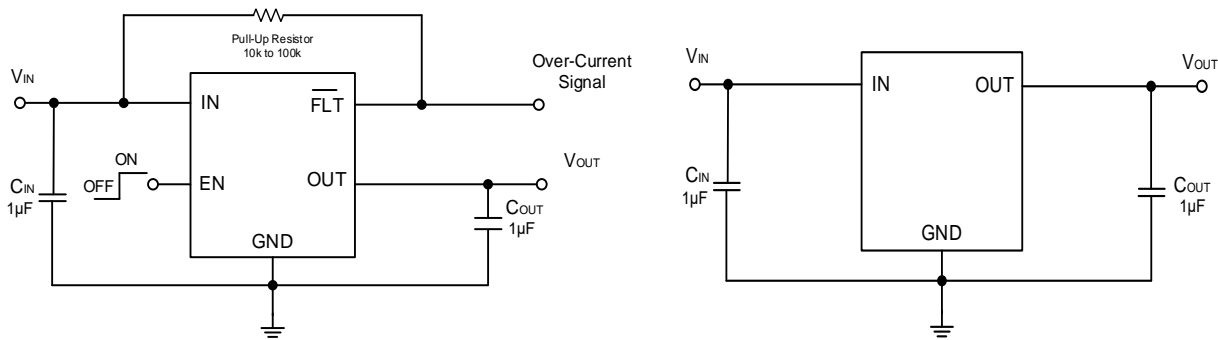 Pull-Up Resistor
10k to 100k
VIN
IN
FLT
Over-Current
Signal
ON
OFF
EN
OUT
VOUT
CIN
1µF
COUT
1µF
GND
VIN
IN
OUT
VOUT
CIN
1µF
COUT
1µF
GND